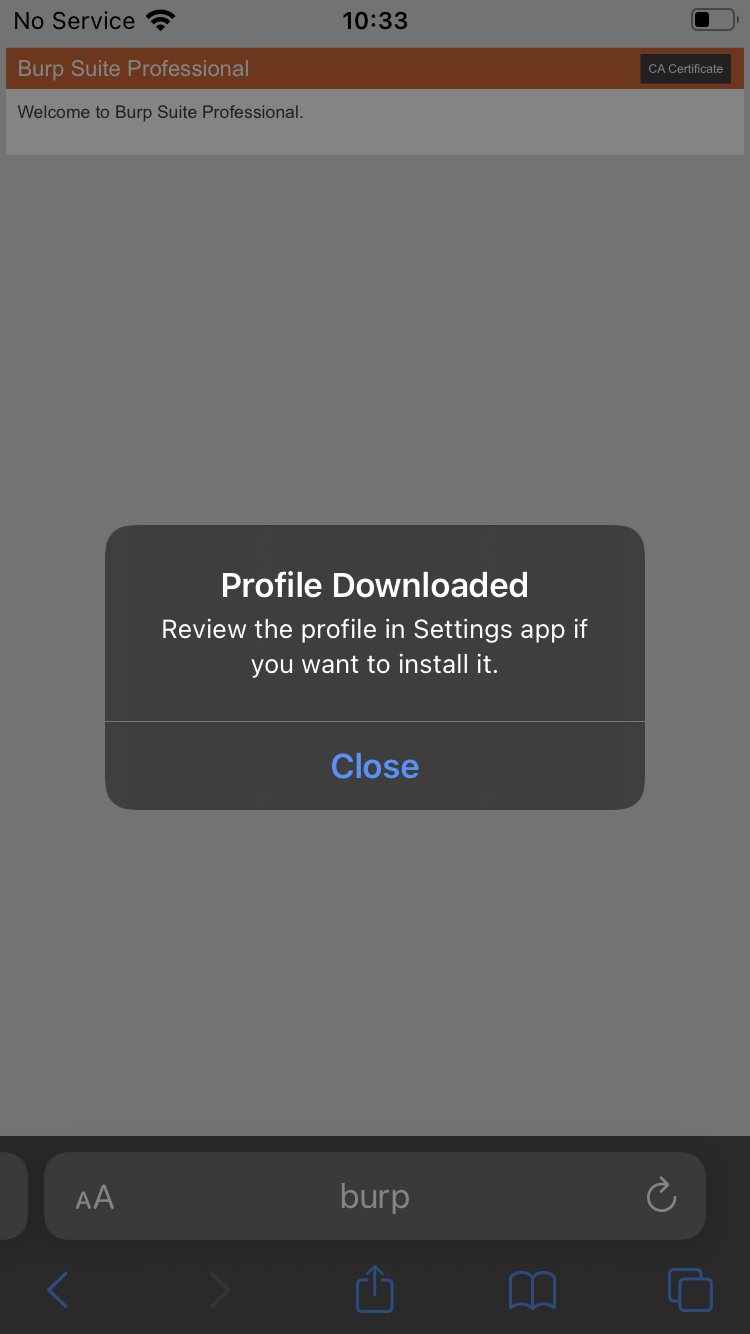 No Service 10:33
Burp Suite Professional CA Certificate
Welcome to Burp Suite Professional.
Profile Downloaded
Review the profile in Settings app if
you want to install it.
Close
AA burp